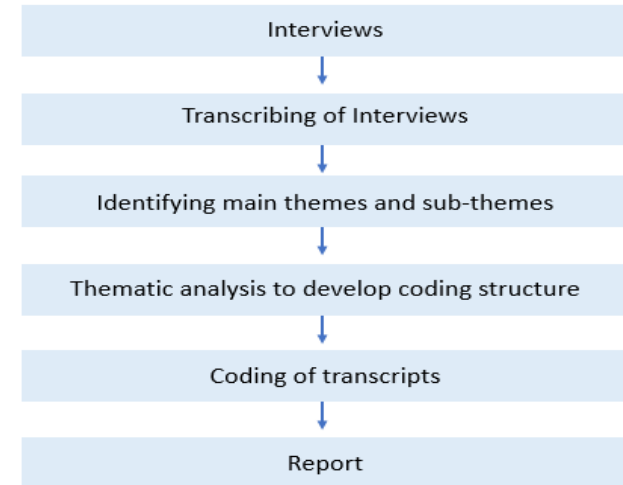 Interviews
Transcribing of Interviews
Identifying main themes and sub-themes
Thematic analysis to develop coding structure
Coding of transcripts
Report